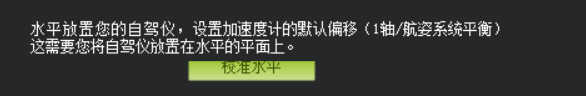 水平放置您的自驾仪，设置加速度计的默认偏移（1轴/航姿系统平衡）
这需要您将自驾仪放置在水平的平面上。
校准水平